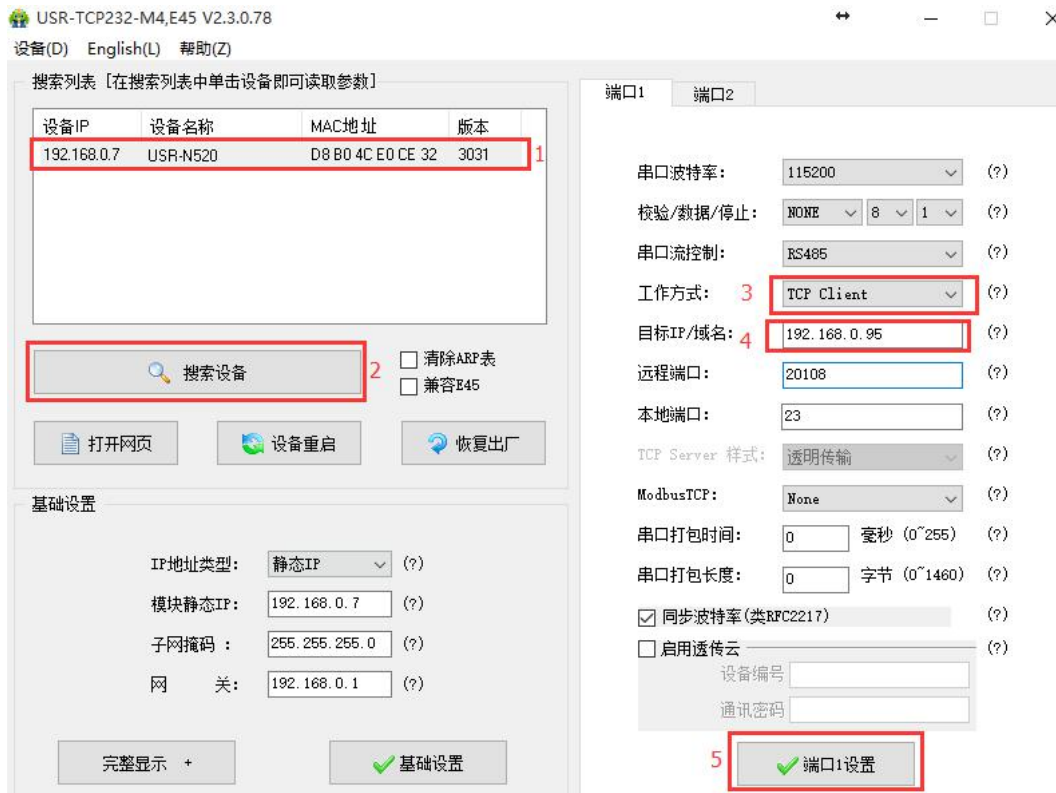 USR-TCP232-M4,E45 V2.3.0.78
设备(D) English(L) 帮助(Z)
搜索列表 [在搜索列表中单击设备即可读取参数]
设备IP 设备名称 MAC地址 版本
192.168.0.7 USR-N520 D8 B0 4C E0 CE 32 3031
1
搜索设备
2
清除ARP表
兼容E45
打开网页 设备重启 恢复出厂
基础设置
IP地址类型: 静态IP (?)
模块静态IP: 192.168.0.7 (?)
子网掩码 : 255.255.255.0 (?)
网 关: 192.168.0.1 (?)
完整显示 + 基础设置
端口1 端口2
串口波特率: 115200 (?)
校验/数据/停止: NONE 8 1 (?)
串口流控制: RS485 (?)
工作方式: 3 TCP Client (?)
目标IP/域名: 4 192.168.0.95 (?)
远程端口: 20108 (?)
本地端口: 23 (?)
TCP Server 样式: 透明传输 (?)
ModbusTCP: None (?)
串口打包时间: 0 毫秒 (0~255) (?)
串口打包长度: 0 字节 (0~1460) (?)
同步波特率(类RFC2217) (?)
启用透传云 (?)
设备编号
通讯密码
5 端口1设置